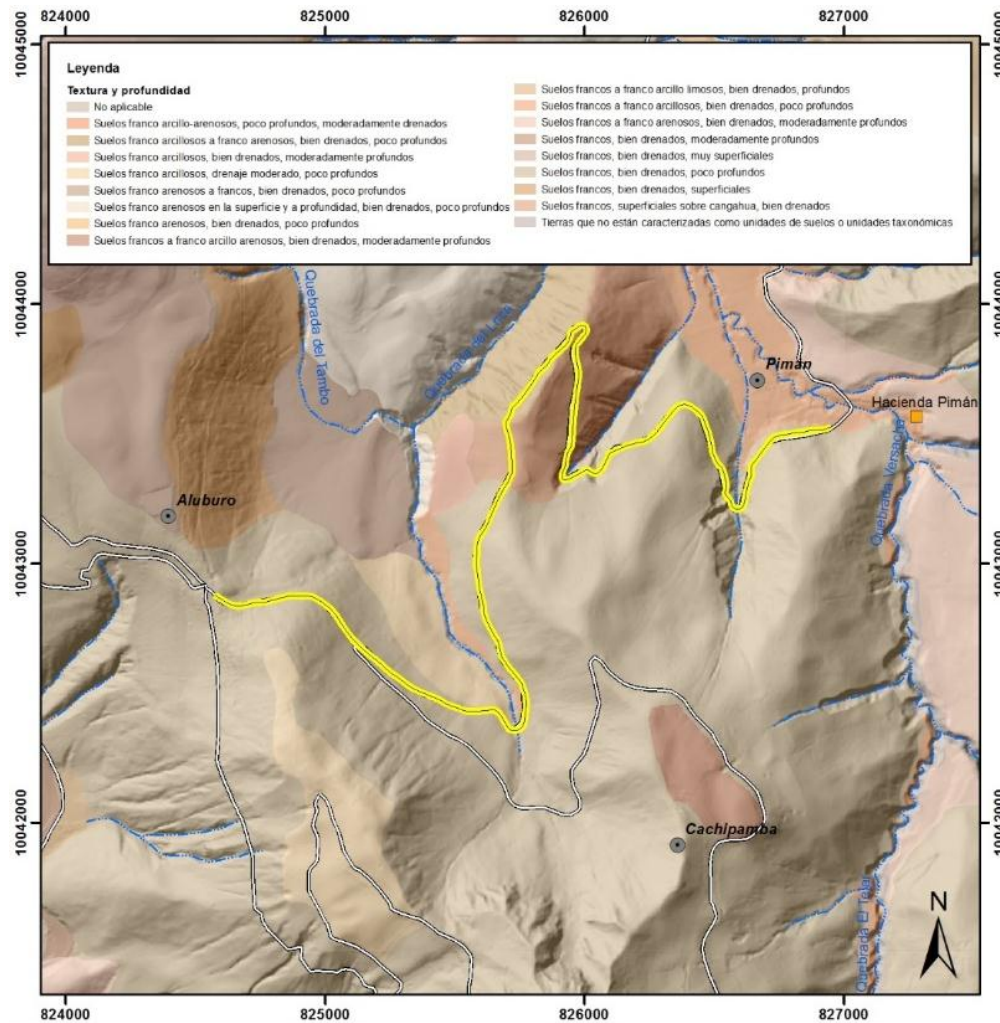 824000 825000 826000 827000
10045000
10045000
Leyenda
Textura y profundidad
No aplicable
Suelos franco arcillo-arenosos, poco profundos, moderadamente drenados
Suelos franco arcillosos a franco arenosos, bien drenados, poco profundos
Suelos franco arcillosos, bien drenados, moderadamente profundos
Suelos franco arcillosos, drenaje moderado, poco profundos
Suelos franco arenosos a francos, bien drenados, poco profundos
Suelos franco arenosos en la superficie y a profundidad, bien drenados, poco profundos
Suelos franco arenosos, bien drenados, poco profundos
Suelos francos a franco arcillo arenosos, bien drenados, moderadamente profundos
Suelos francos a franco arcillo limosos, bien drenados, profundos
Suelos francos a franco arcillosos, bien drenados, poco profundos
Suelos francos a franco arenosos, bien drenados, moderadamente profundos
Suelos francos, bien drenados, moderadamente profundos
Suelos francos, bien drenados, muy superficiales
Suelos francos, bien drenados, poco profundos
Suelos francos, bien drenados, superficiales
Suelos francos, superficiales sobre cangahua, bien drenados
Tierras que no están caracterizadas como unidades de suelos o unidades taxonómicas
10044000
10044000
Quebrada del Tambo
Pimán
Hacienda Pimán
Aluburo
10043000
10043000
10042000
10042000
Cachipamba
Quebrada El Tejar
N
824000 825000 826000 827000